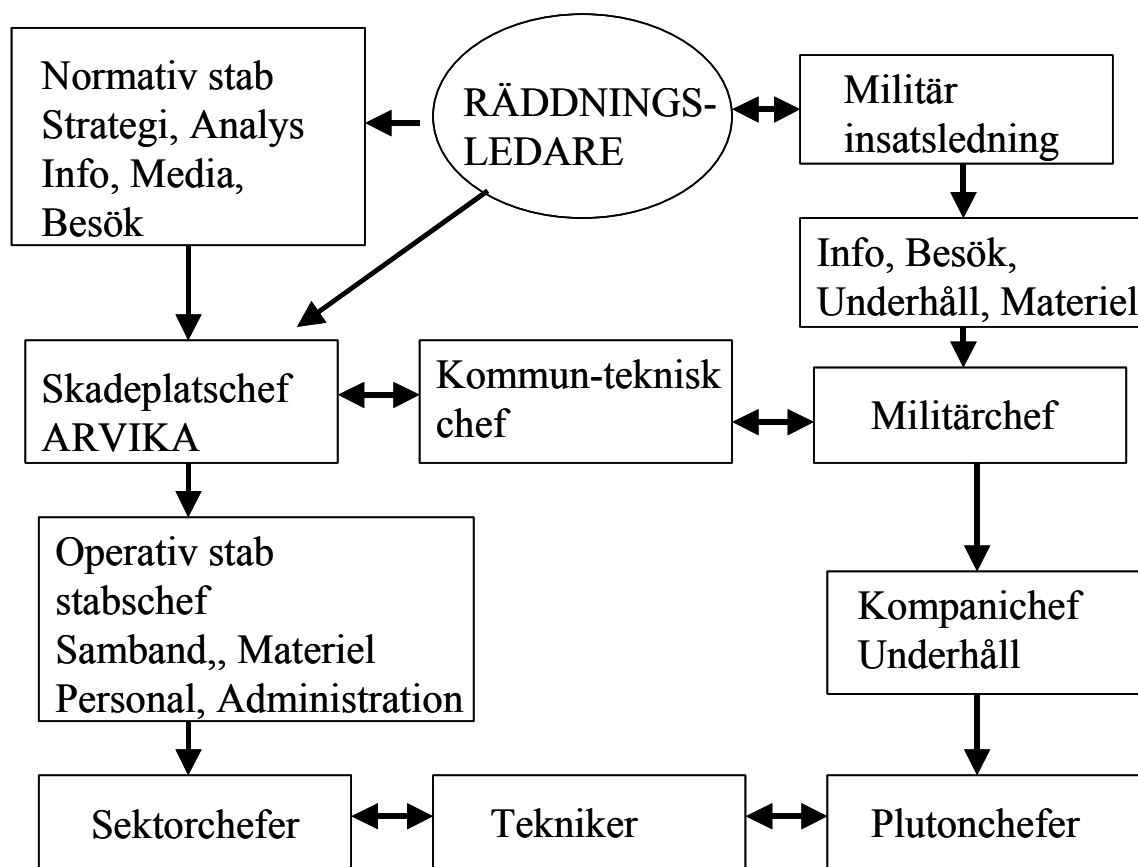 Normativ stab
Strategi, Analys
Info, Media,
Besök
RÄDDNINGS-
LEDARE
Militär
insatsledning
Info, Besök,
Underhåll, Materiel
Skadeplatschef
ARVIKA
Kommun-teknisk
chef
Militärchef
Operativ stab
stabschef
Samband,, Materiel
Personal, Administration
Kompanichef
Underhåll
Sektorchefer
Tekniker
Plutonchefer